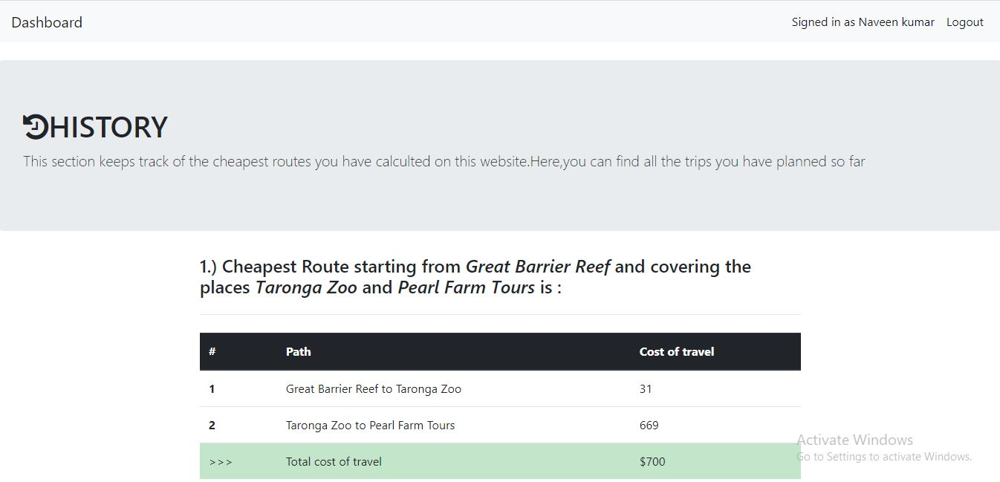 Dashboard Signed in as Naveen kumar Logout
HISTORY
This section keeps track of the cheapest routes you have calculted on this website.Here,you can find all the trips you have planned so far
1.) Cheapest Route starting from Great Barrier Reef and covering the
places Taronga Zoo and Pearl Farm Tours is :
# Path Cost of travel
1 Great Barrier Reef to Taronga Zoo 31
2 Taronga Zoo to Pearl Farm Tours 669
>>> Total cost of travel $700
Activate Windows
Go to Settings to activate Windows.